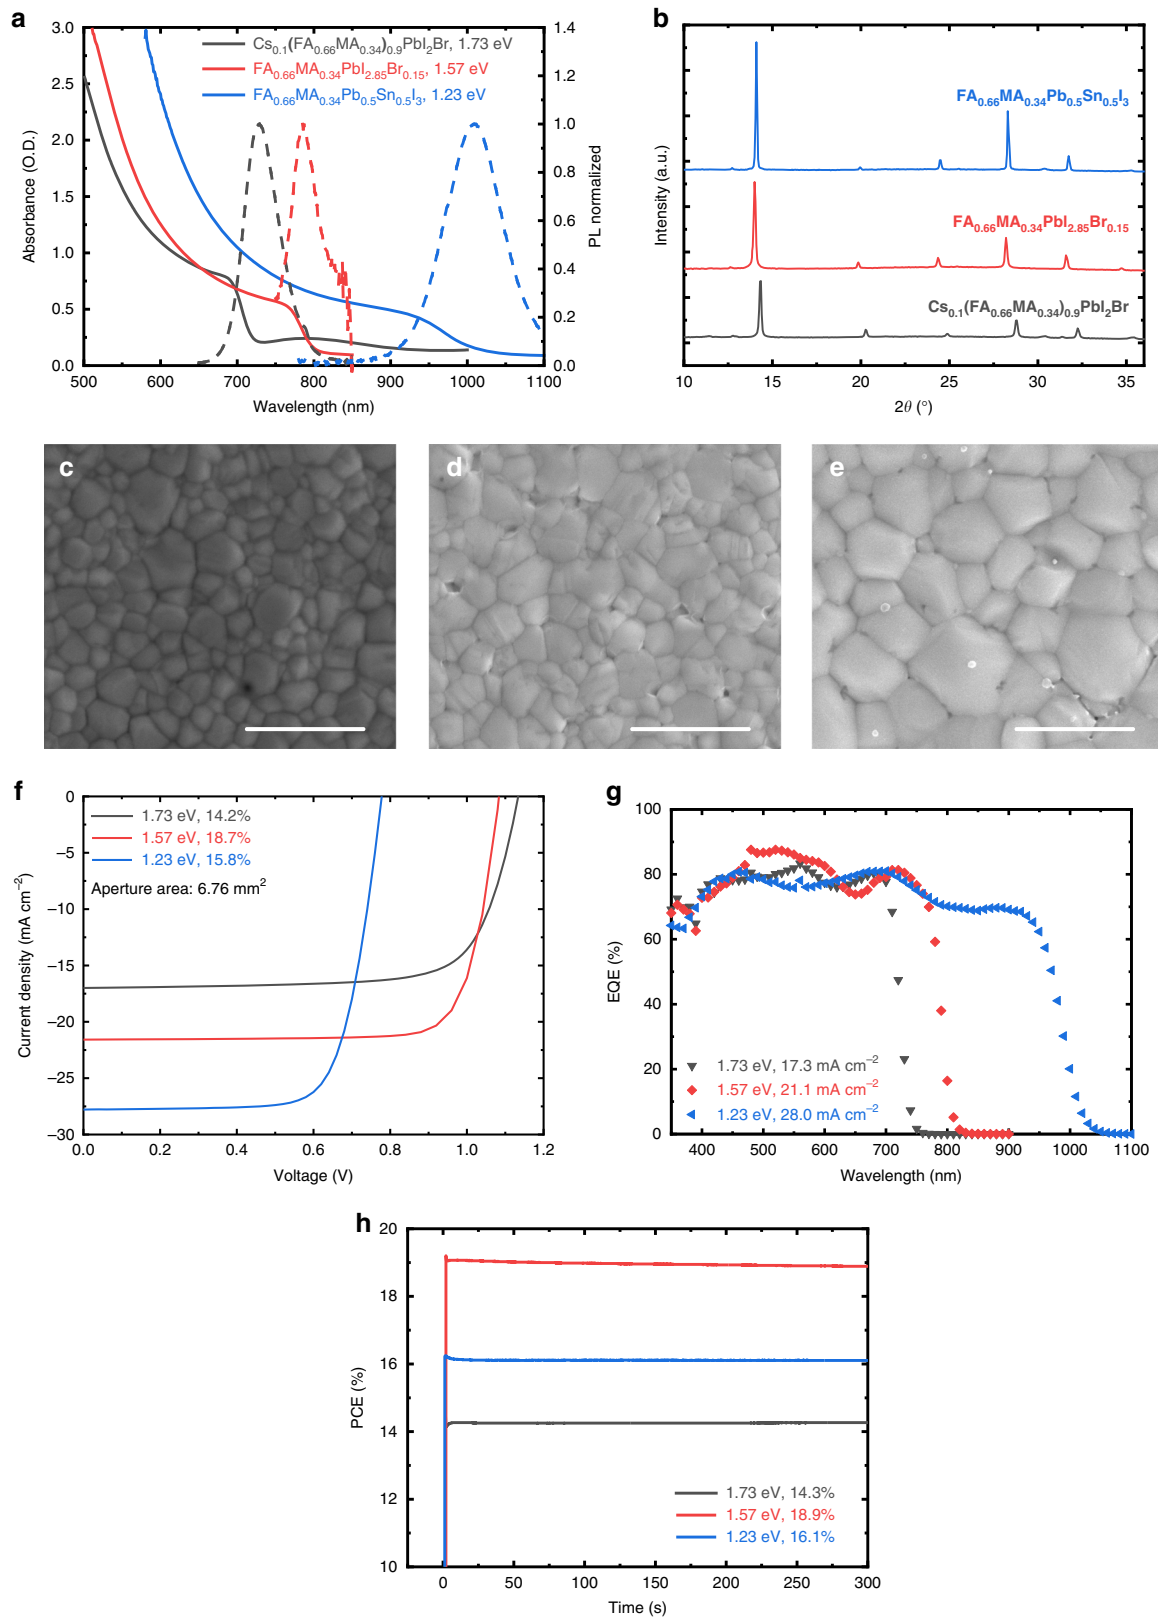 a
3.0
2.5
2.0
1.5
1.0
0.5
0.0
Absorbance (O.D.)
1.4
1.2
1.0
0.8
0.6
0.4
0.2
0.0
PL normalized
Cs0.1(FA0.66MA0.34)0.9PbI2Br, 1.73 eV
FA0.66MA0.34PbI2.85Br0.15, 1.57 eV
FA0.66MA0.34Pb0.5Sn0.5I3, 1.23 eV
500 600 700 800 900 1000 1100
Wavelength (nm)
b
Intensity (a.u.)
FA0.66MA0.34Pb0.5Sn0.5I3
FA0.66MA0.34PbI2.85Br0.15
Cs0.1(FA0.66MA0.34)0.9PbI2Br
10 15 20 25 30 35
2θ (°)
c
d
e
f
0
–5
–10
–15
–20
–25
–30
Current density (mA cm–2)
1.73 eV, 14.2%
1.57 eV, 18.7%
1.23 eV, 15.8%
Aperture area: 6.76 mm2
0.0 0.2 0.4 0.6 0.8 1.0 1.2
Voltage (V)
g
100
80
60
40
20
0
EQE (%)
1.73 eV, 17.3 mA cm–2
1.57 eV, 21.1 mA cm–2
1.23 eV, 28.0 mA cm–2
400 500 600 700 800 900 1000 1100
Wavelength (nm)
h
20
18
16
14
12
10
PCE (%)
1.73 eV, 14.3%
1.57 eV, 18.9%
1.23 eV, 16.1%
0 50 100 150 200 250 300
Time (s)